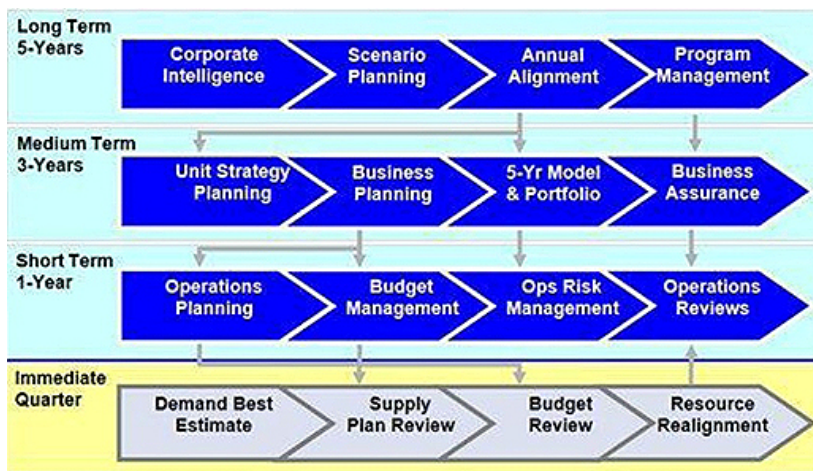 Long Term
5-Years
Corporate
Intelligence
Scenario
Planning
Annual
Alignment
Program
Management
Medium Term
3-Years
Unit Strategy
Planning
Business
Planning
5-Yr Model
& Portfolio
Business
Assurance
Short Term
1-Year
Operations
Planning
Budget
Management
Ops Risk
Management
Operations
Reviews
Immediate
Quarter
Demand Best
Estimate
Supply
Plan Review
Budget
Review
Resource
Realignment